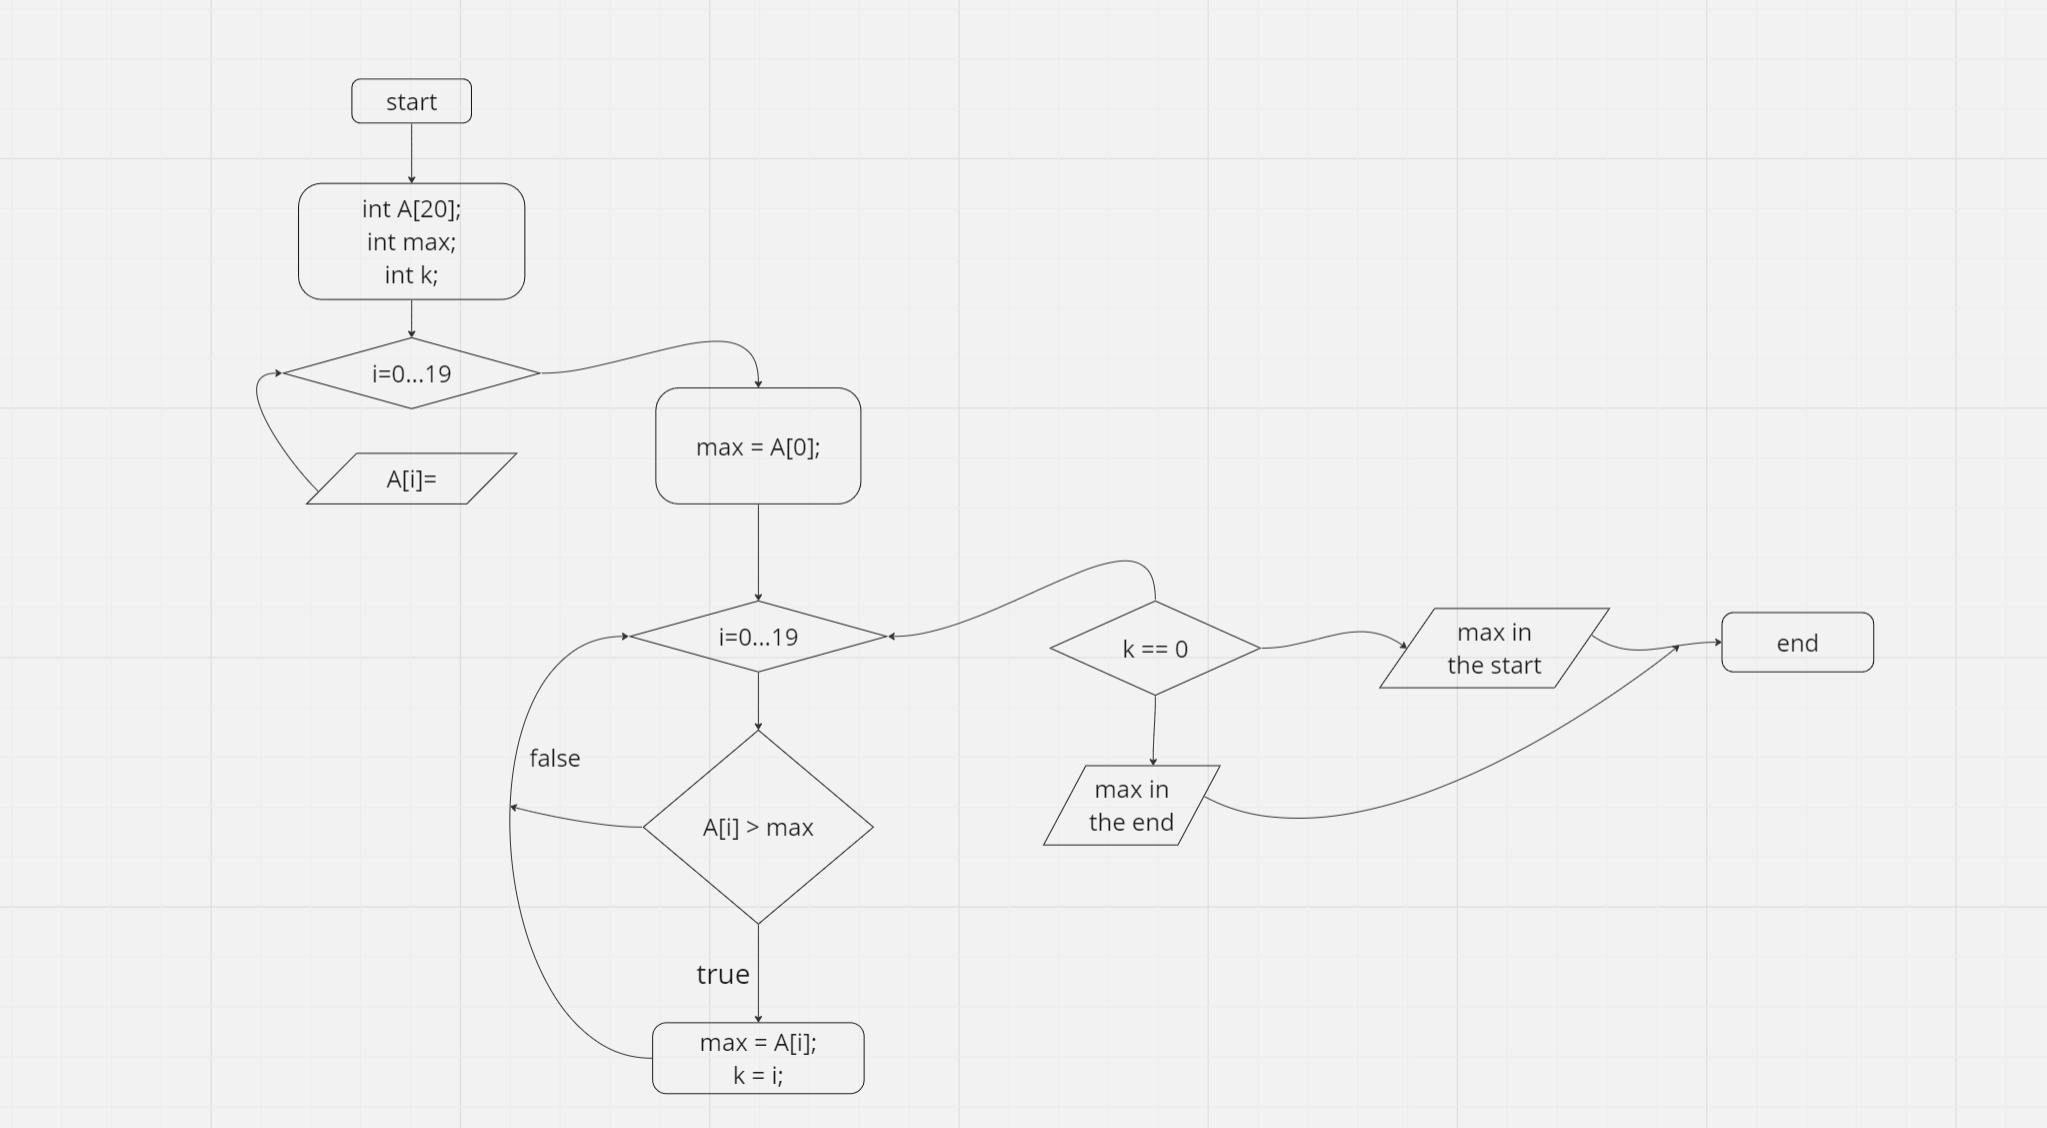 start
int A[20];
int max;
int k;
i=0...19
A[i]=
max = A[0];
i=0...19
false
A[i] > max
true
max = A[i];
k = i;
k == 0
max in
the start
max in
the end
end